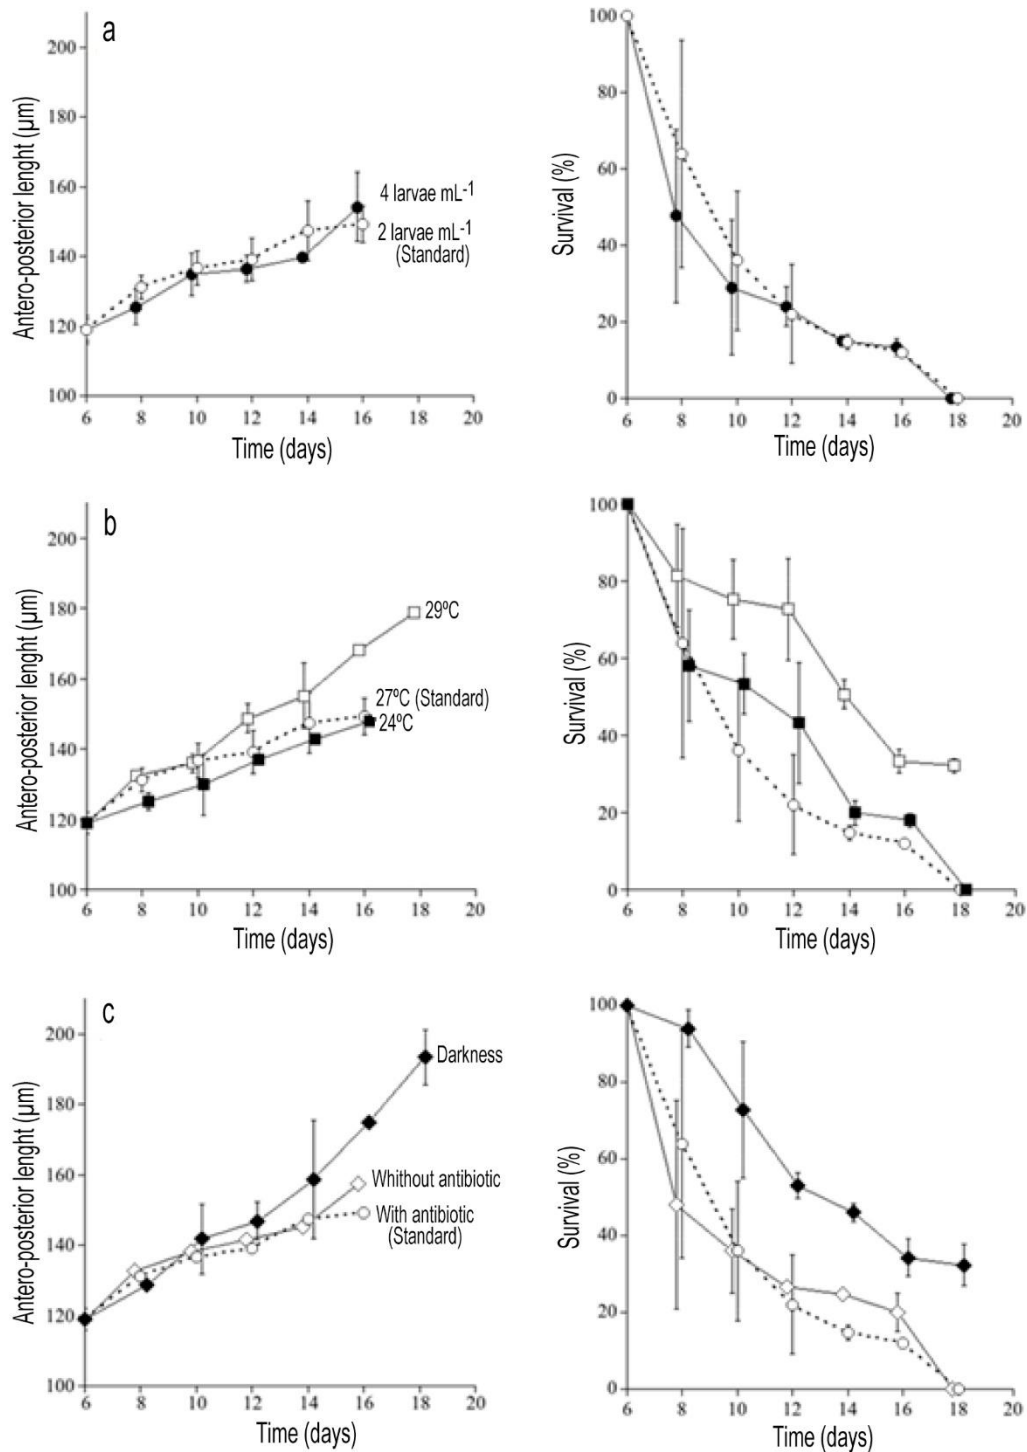 a
200
180
160
140
120
100
6 8 10 12 14 16 18 20
Antero-posterior lenght (µm)
Time (days)
4 larvae mL-1
2 larvae mL-1
(Standard)
100
80
60
40
20
0
6 8 10 12 14 16 18 20
Survival (%)
Time (days)
b
200
180
160
140
120
100
6 8 10 12 14 16 18 20
Antero-posterior lenght (µm)
Time (days)
29ºC
27ºC (Standard)
24ºC
100
80
60
40
20
0
6 8 10 12 14 16 18 20
Survival (%)
Time (days)
c
200
180
160
140
120
100
6 8 10 12 14 16 18 20
Antero-posterior lenght (µm)
Time (days)
Darkness
Whithout antibiotic
With antibiotic
(Standard)
100
80
60
40
20
0
6 8 10 12 14 16 18 20
Survival (%)
Time (days)